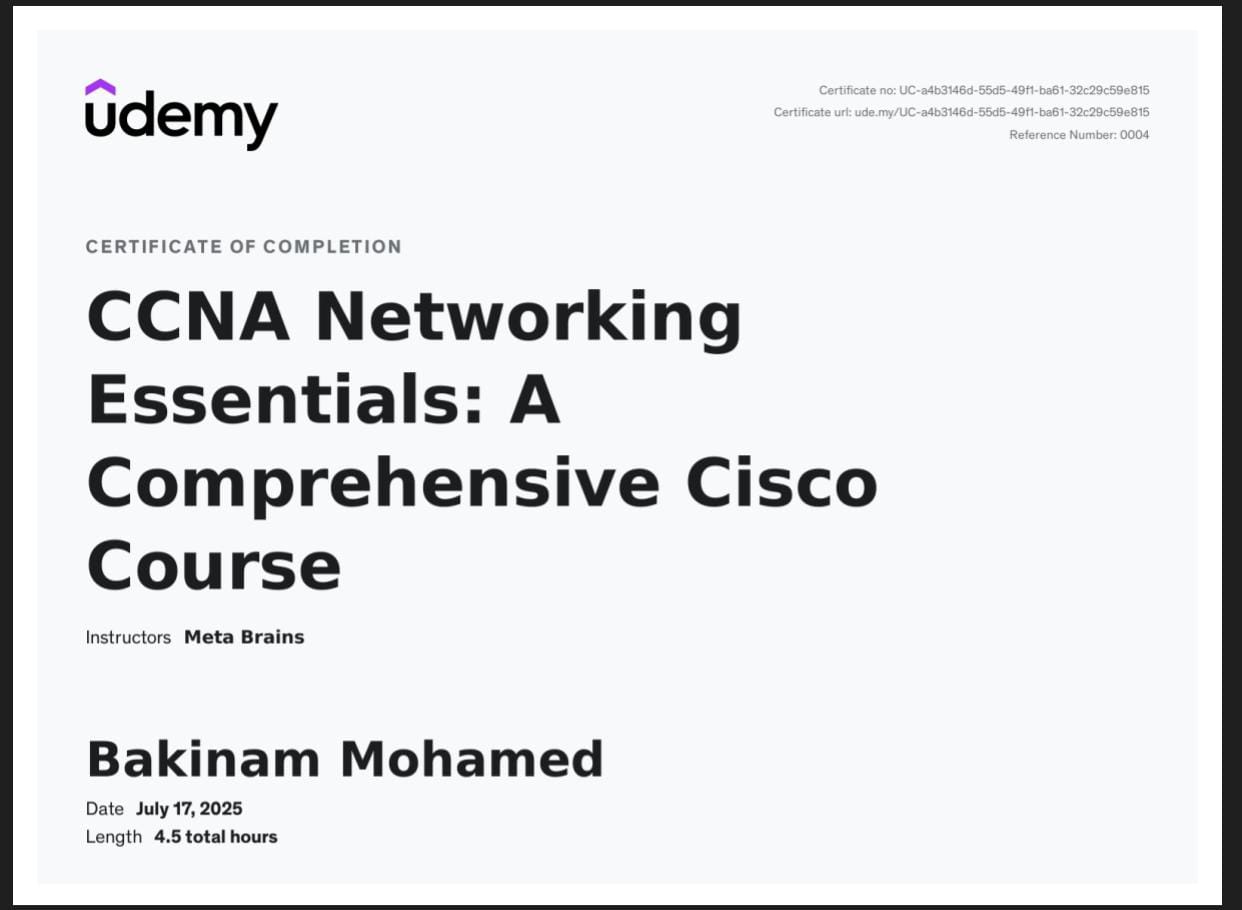 udemy
Certificate no: UC-a4b3146d-55d5-49f1-ba61-32c29c59e815
Certificate url: ude.my/UC-a4b3146d-55d5-49f1-ba61-32c29c59e815
Reference Number: 0004
CERTIFICATE OF COMPLETION
CCNA Networking
Essentials: A
Comprehensive Cisco
Course
Instructors Meta Brains
Bakinam Mohamed
Date July 17, 2025
Length 4.5 total hours